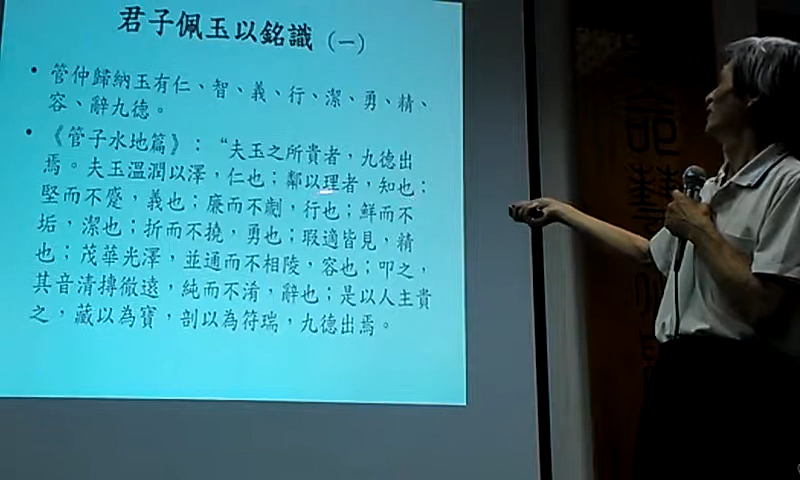 君子佩玉以銘識（一）
• 管仲歸納玉有仁、智、義、行、潔、勇、精、
容、辭九德。
• 《管子水地篇》：“夫玉之所貴者，九德出
焉。夫玉溫潤以澤，仁也；鄰以理者，知也；
堅而不蹙，義也；廉而不劌，行也；鮮而不
垢，潔也；折而不撓，勇也；瑕適皆見，精
也；茂華光澤，並通而不相陵，容也；叩之，
其音清摶徹遠，純而不淆，辭也；是以人主貴
之，藏以為寶，剖以為符瑞，九德出焉。